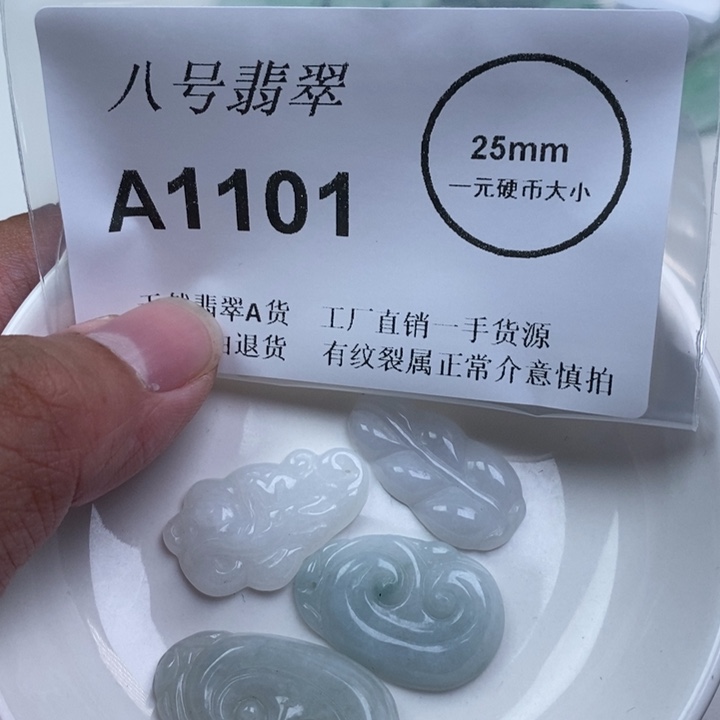 八号翡翠
A1101
25mm
一元硬币大小
翡翠A货 工厂直销一手货源
退货 有纹裂属正常介意慎拍